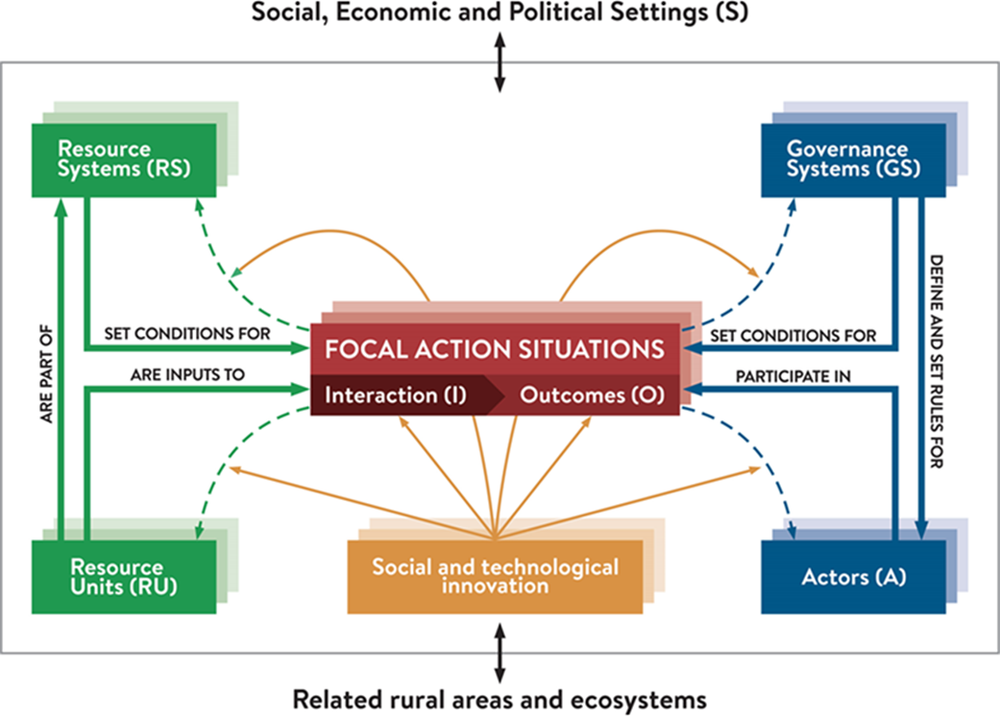 Social, Economic and Political Settings (S)
Resource
Systems (RS)
Governance
Systems (GS)
ARE PART OF
SET CONDITIONS FOR
ARE INPUTS TO
FOCAL ACTION SITUATIONS
Interaction (I)
Outcomes (O)
SET CONDITIONS FOR
PARTICIPATE IN
DEFINE AND SET RULES FOR
Resource
Units (RU)
Social and technological
innovation
Actors (A)
Related rural areas and ecosystems